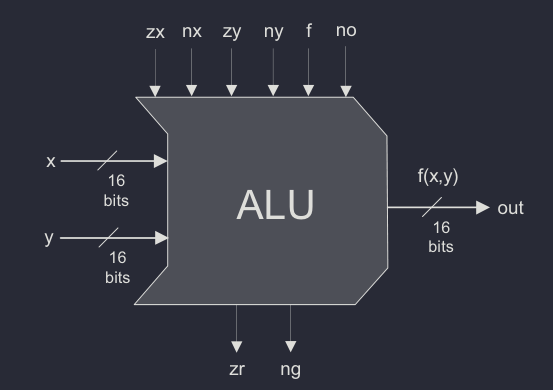 zx nx zy ny f no
x
16
bits
y
16
bits
ALU
f(x,y)
out
16
bits
zr ng